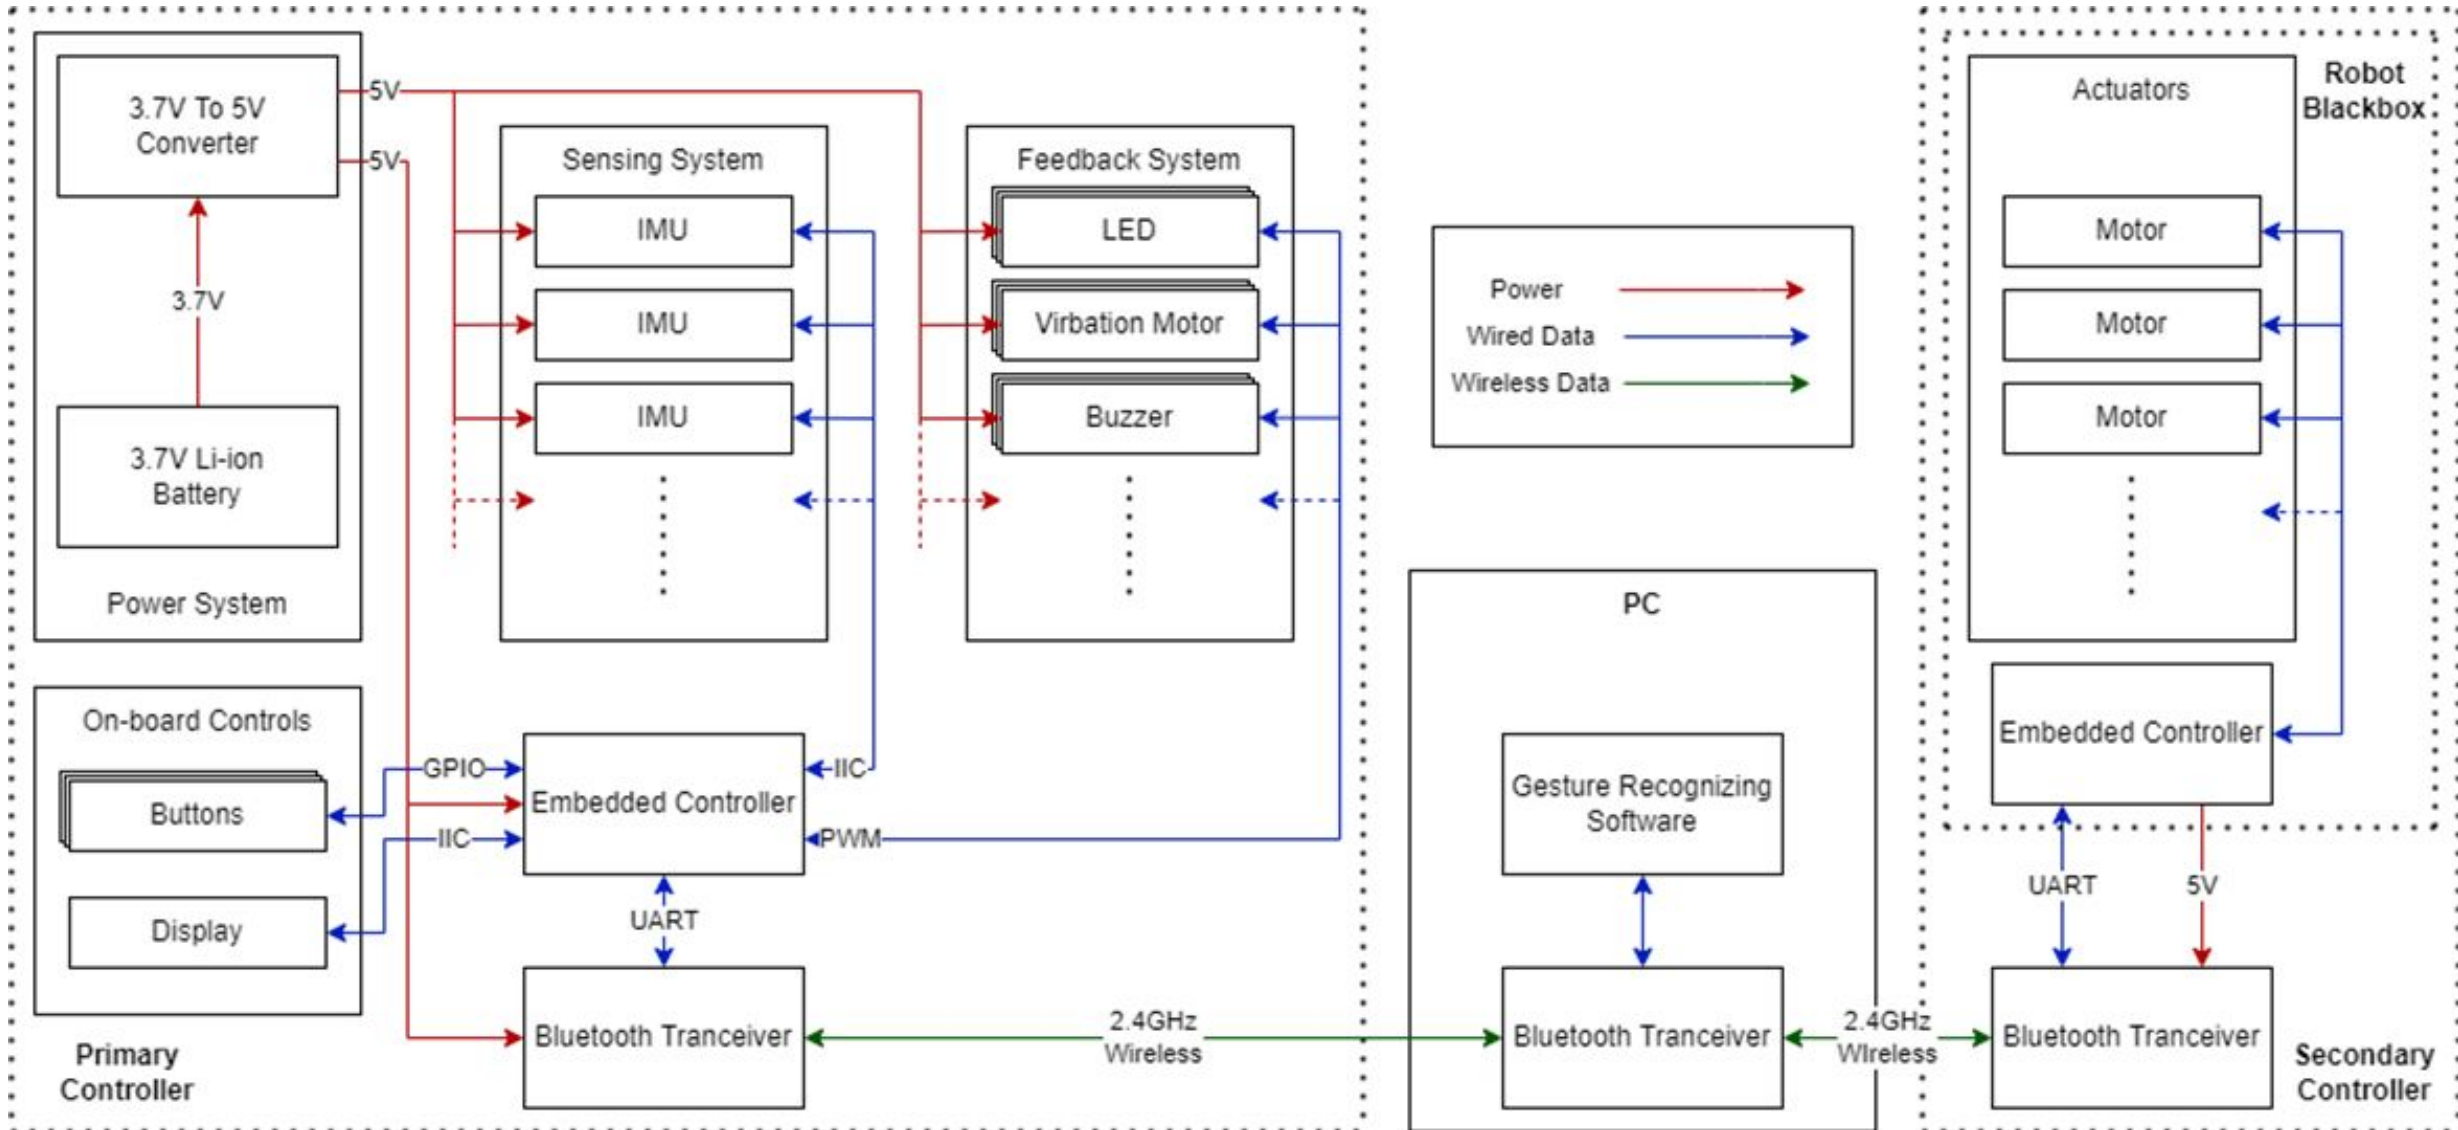 3.7V To 5V
Converter
5V
5V
3.7V
3.7V Li-ion
Battery
Power System
Sensing System
IMU
IMU
IMU
Feedback System
LED
Virbation Motor
Buzzer
Power
Wired Data
Wireless Data
Robot
Blackbox
Actuators
Motor
Motor
Motor
On-board Controls
Buttons
Display
GPIO
IIC
Embedded Controller
IIC
PWM
UART
Bluetooth Tranceiver
Primary
Controller
2.4GHz
Wireless
PC
Gesture Recognizing
Software
Bluetooth Tranceiver
2.4GHz
WIreless
Embedded Controller
UART
5V
Bluetooth Tranceiver
Secondary
Controller